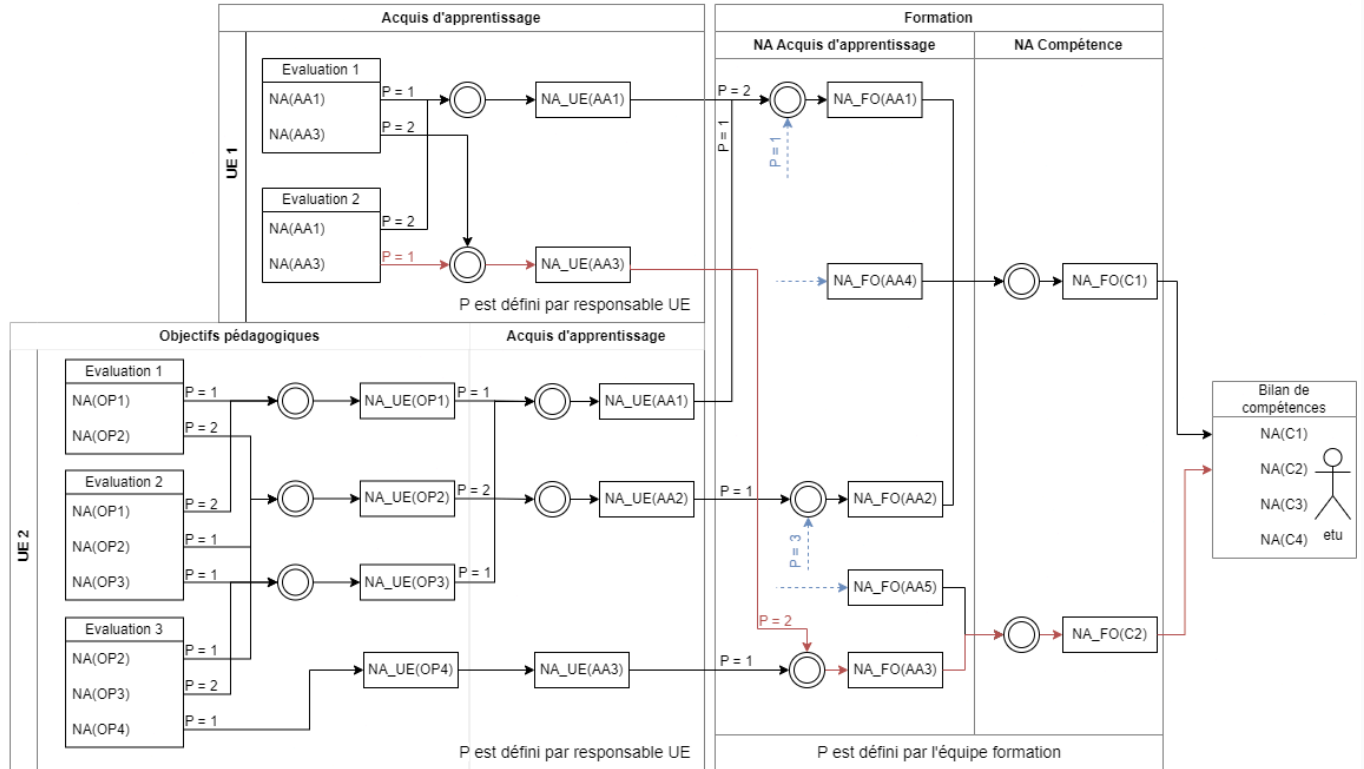 Acquis d'apprentissage
UE 1
Evaluation 1
NA(AA1)
P = 1
NA(AA3)
P = 2
NA_UE(AA1)
Evaluation 2
NA(AA1)
P = 2
NA(AA3)
P = 1
NA_UE(AA3)
P est défini par responsable UE
Objectifs pédagogiques
Acquis d'apprentissage
UE 2
Evaluation 1
NA(OP1)
P = 1
NA(OP2)
P = 2
NA_UE(OP1)
P = 1
NA_UE(AA1)
Evaluation 2
NA(OP1)
P = 2
NA(OP2)
P = 1
NA(OP3)
P = 1
NA_UE(OP2)
P = 2
NA_UE(AA2)
NA_UE(OP3)
P = 1
Evaluation 3
NA(OP2)
P = 1
NA(OP3)
P = 2
NA(OP4)
P = 1
NA_UE(OP4)
NA_UE(AA3)
P est défini par responsable UE
Formation
NA Acquis d'apprentissage
NA Compétence
P = 2
P = 1
P = 1
NA_FO(AA1)
NA_FO(AA4)
NA_FO(C1)
P = 1
P = 3
NA_FO(AA2)
NA_FO(AA5)
P = 2
P = 1
NA_FO(AA3)
NA_FO(C2)
P est défini par l'équipe formation
Bilan de
compétences
NA(C1)
NA(C2)
NA(C3)
NA(C4)
etu